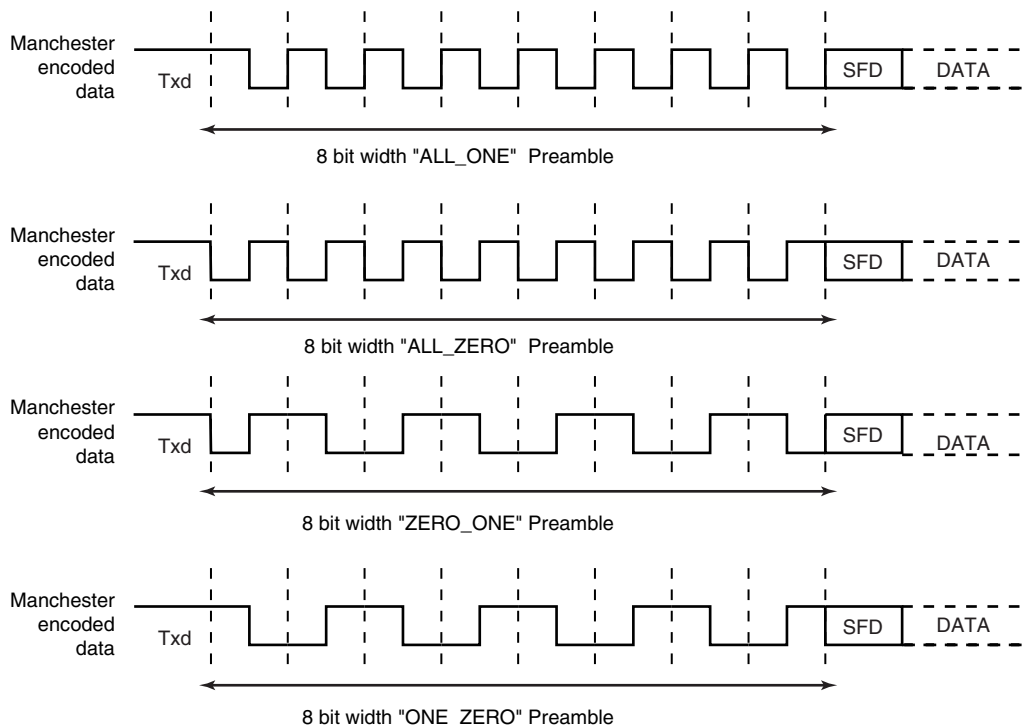 Manchester
encoded
data
Txd
SFD
DATA
8 bit width "ALL_ONE" Preamble
Manchester
encoded
data
Txd
SFD
DATA
8 bit width "ALL_ZERO" Preamble
Manchester
encoded
data
Txd
SFD
DATA
8 bit width "ZERO_ONE" Preamble
Manchester
encoded
data
Txd
SFD
DATA
8 bit width "ONE_ZERO" Preamble